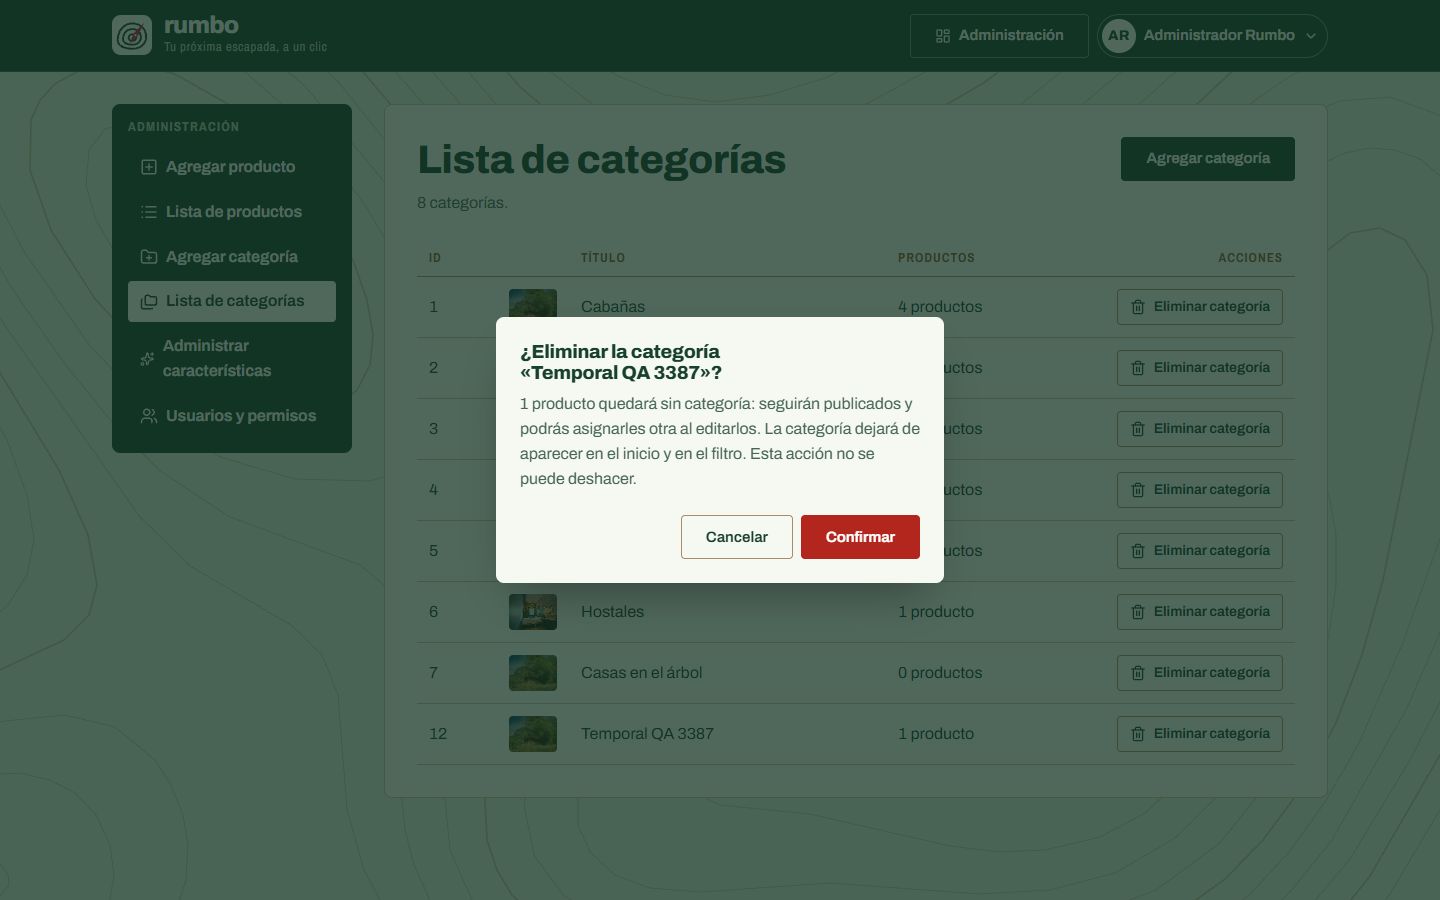 rumbo
Tu próxima escapada, a un clic
Administración
AR
Administrador Rumbo
ADMINISTRACIÓN
Agregar producto
Lista de productos
Agregar categoría
Lista de categorías
Administrar
características
Usuarios y permisos
Lista de categorías
Agregar categoría
8 categorías.
ID TÍTULO PRODUCTOS ACCIONES
1 Cabañas 4 productos Eliminar categoría
2 Eliminar categoría
3 Eliminar categoría
4 Eliminar categoría
5 Eliminar categoría
6 Hostales 1 producto Eliminar categoría
7 Casas en el árbol 0 productos Eliminar categoría
12 Temporal QA 3387 1 producto Eliminar categoría
¿Eliminar la categoría
«Temporal QA 3387»?
1 producto quedará sin categoría: seguirán publicados y
podrás asignarles otra al editarlos. La categoría dejará de
aparecer en el inicio y en el filtro. Esta acción no se
puede deshacer.
Cancelar
Confirmar